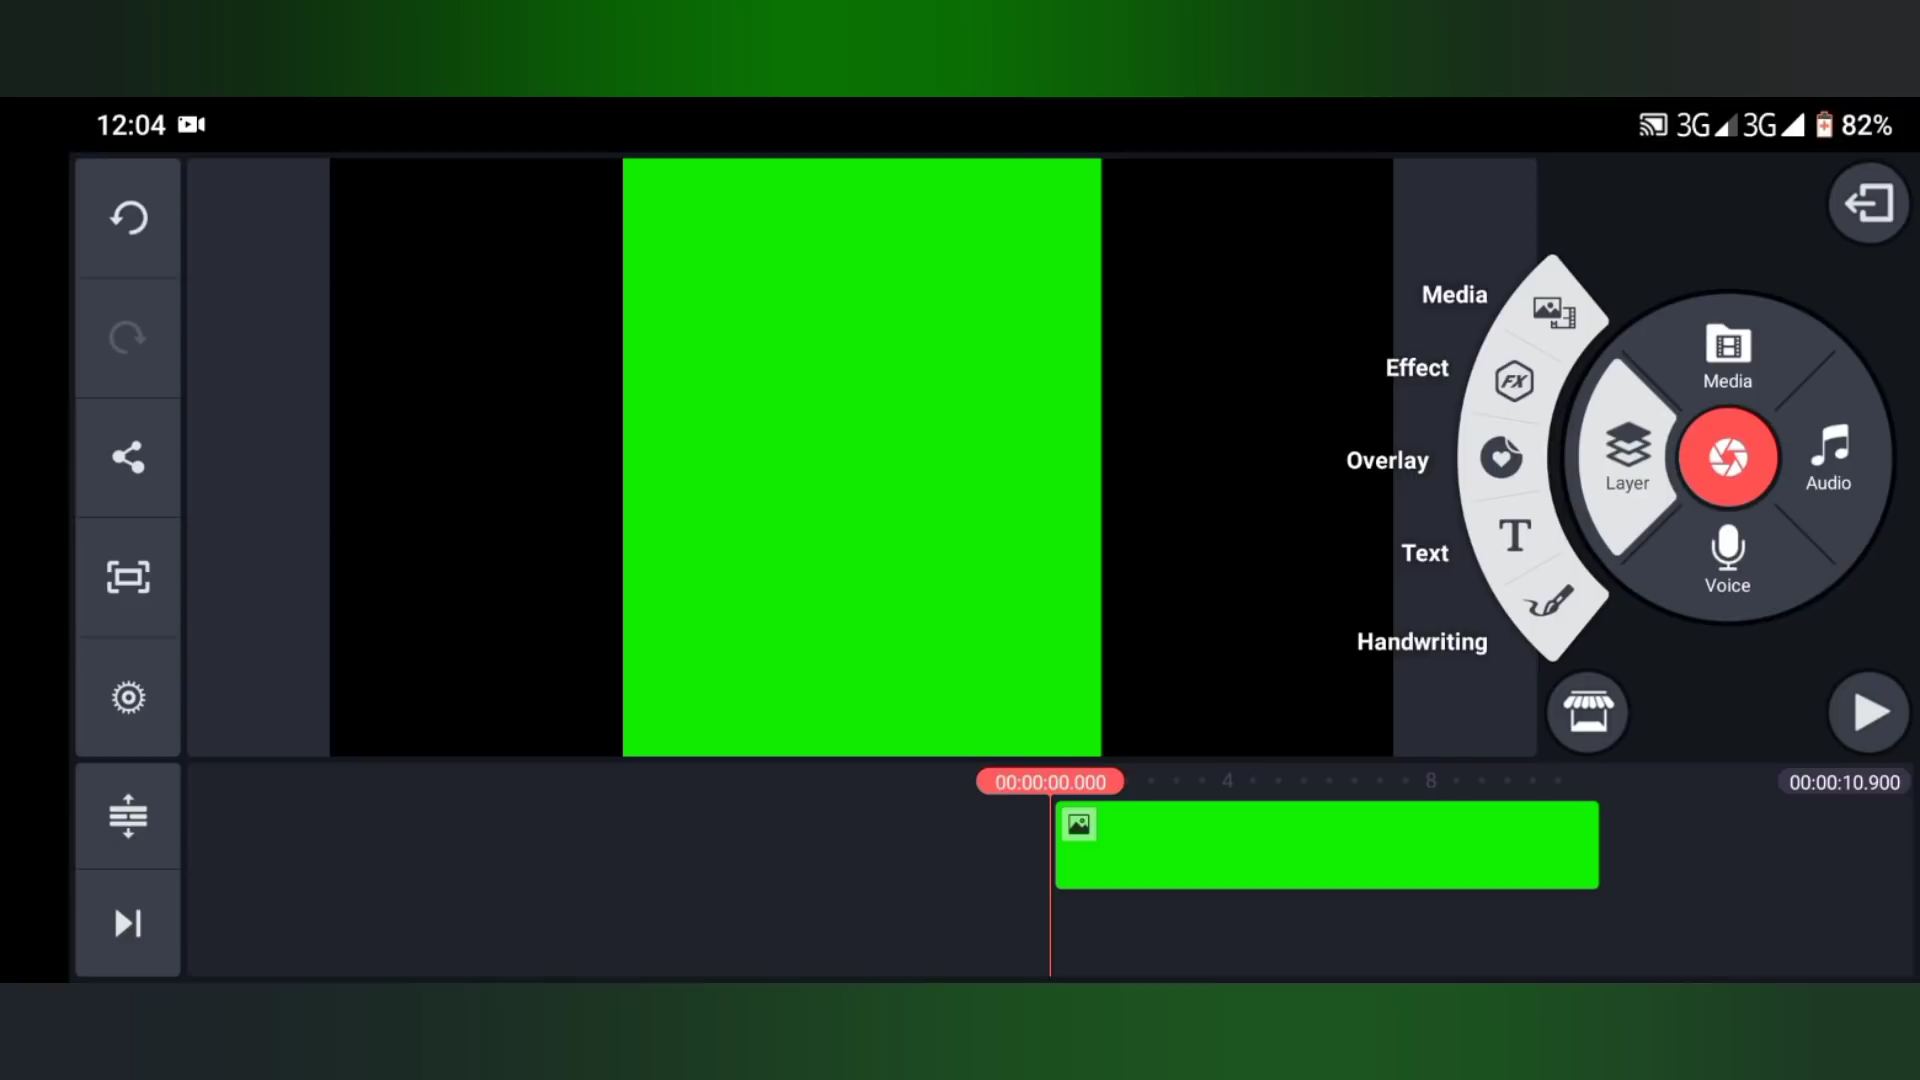 12:04
3G 3G 82%
Media
Effect
FX
Overlay
T
Text
Handwriting
Media
Layer
Audio
Voice
00:00:00.000
4
8
00:00:10.900